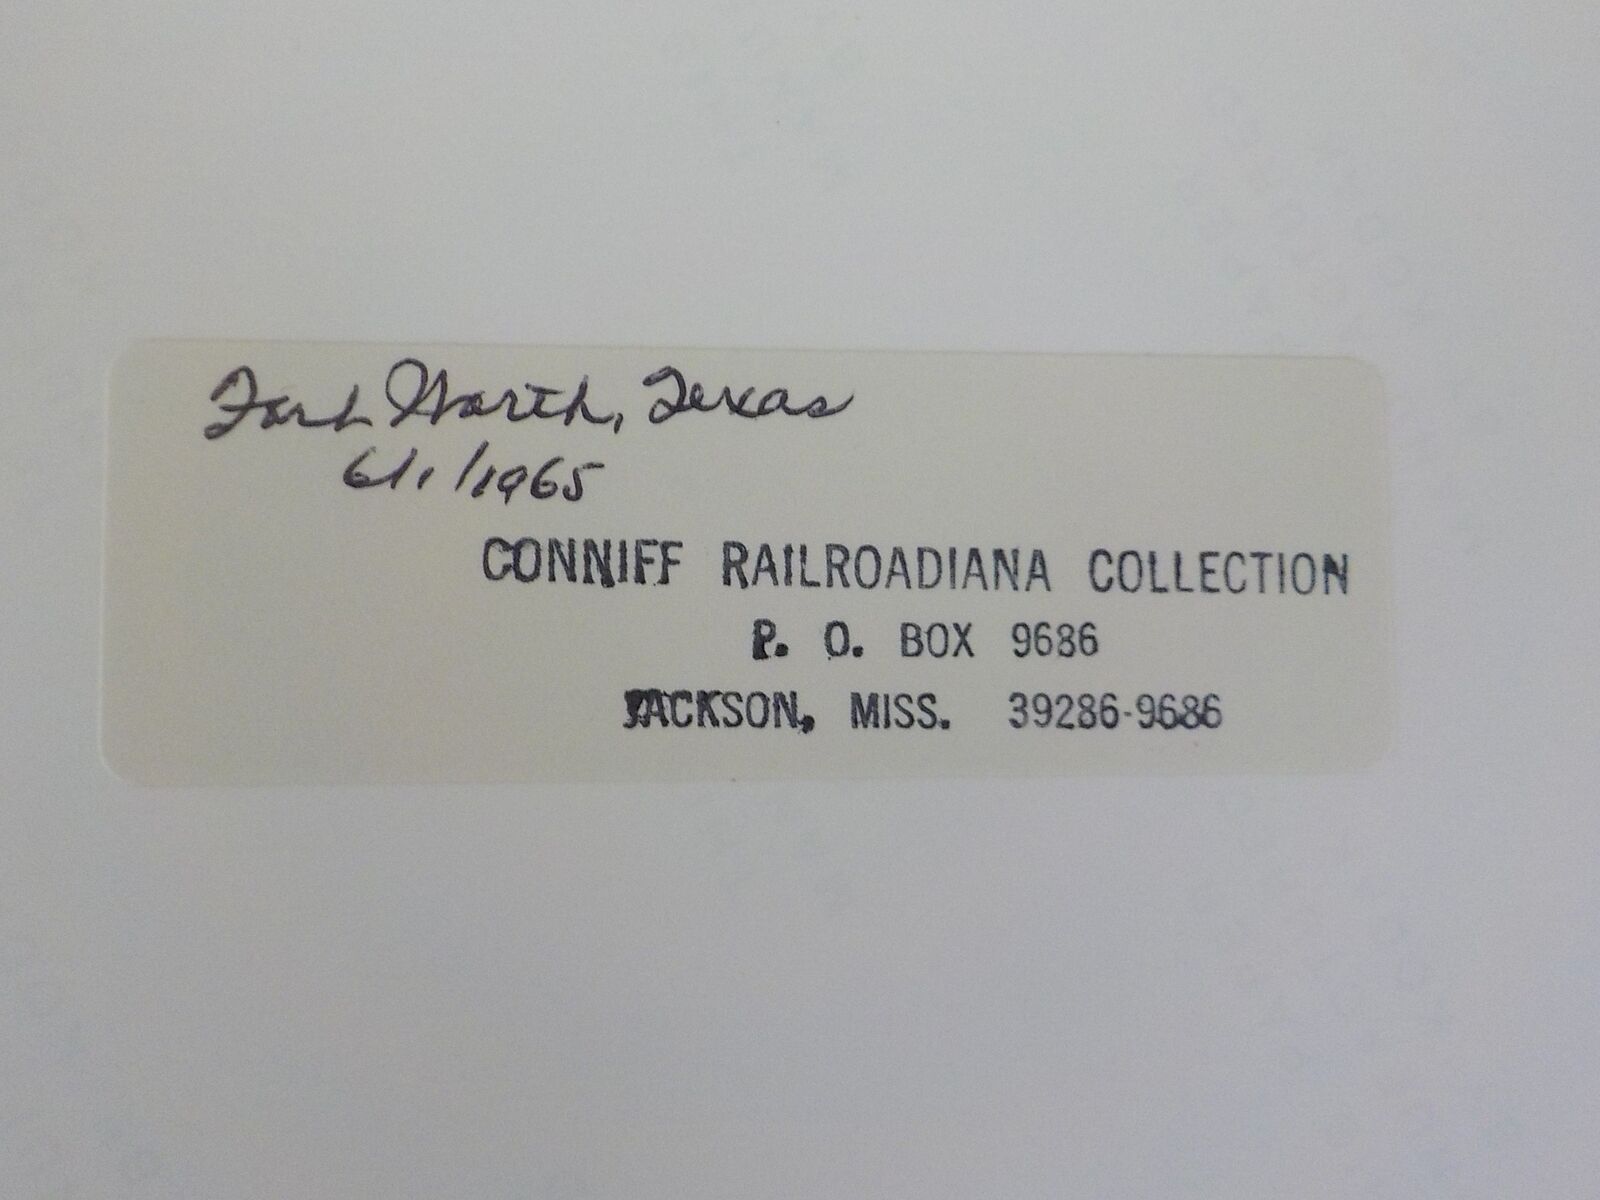 Fort Worth, Texas
6/1/1965
CONNIFF RAILROADIANA COLLECTION
P. O. BOX 9686
JACKSON, MISS. 39286-9686